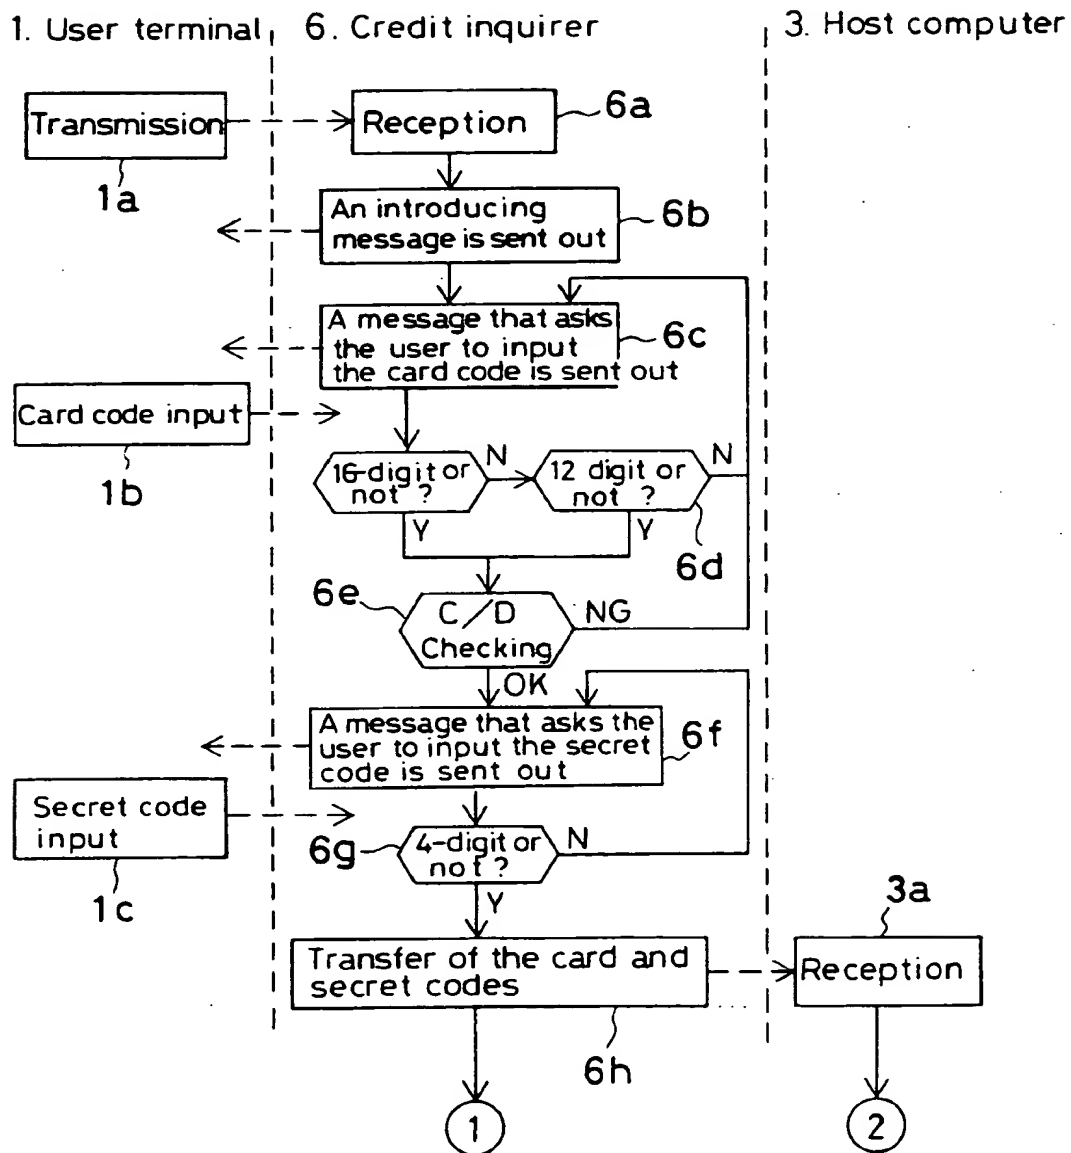 1. User terminal
6. Credit inquirer
3. Host computer
Transmission
1a
Reception
6a
An introducing
message is sent out
6b
A message that asks
the user to input
the card code is sent out
6c
Card code input
1b
16-digit or
not ?
N
Y
12 digit or
not ?
N
Y
6d
6e
C/D
Checking
NG
OK
A message that asks the
user to input the secret
code is sent out
6f
Secret code
input
1c
6g
4-digit or
not ?
N
Y
Transfer of the card and
secret codes
6h
3a
Reception
1
2